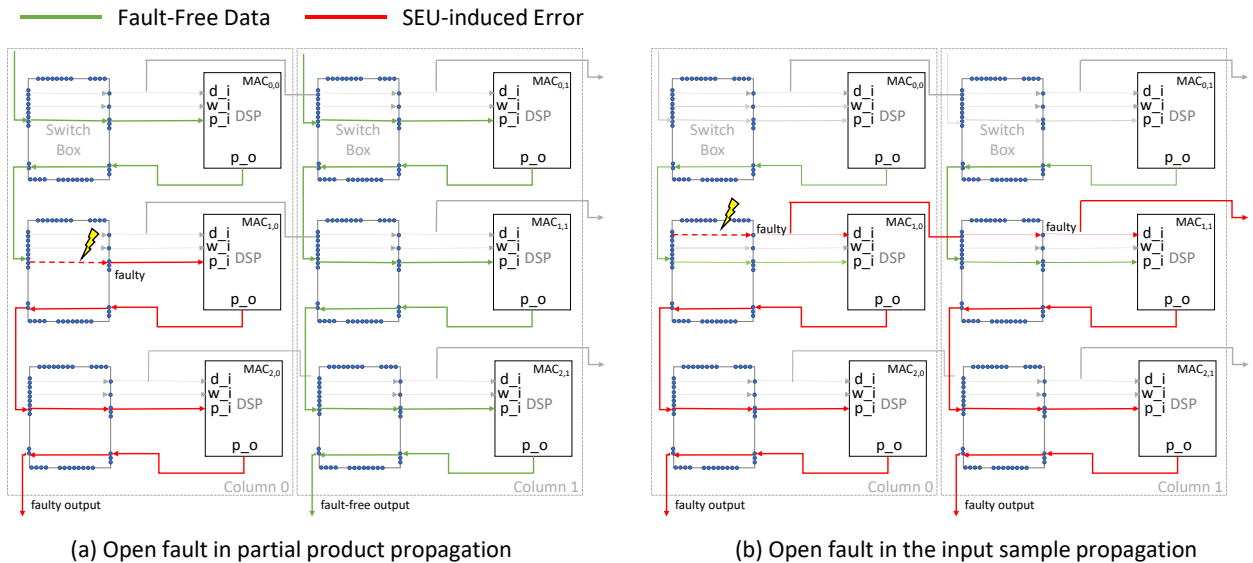 Fault-Free Data SEU-induced Error
MAC0,0
d_i
w_i
p_i
DSP
Switch
Box
p_o
MAC0,1
d_i
w_i
p_i
DSP
Switch
Box
p_o
MAC1,0
d_i
w_i
p_i
DSP
faulty
p_o
MAC1,1
d_i
w_i
p_i
DSP
p_o
MAC2,0
d_i
w_i
p_i
DSP
p_o
MAC2,1
d_i
w_i
p_i
DSP
p_o
Column 0
Column 1
faulty output
fault-free output
(a) Open fault in partial product propagation
MAC0,0
d_i
w_i
p_i
DSP
Switch
Box
p_o
MAC0,1
d_i
w_i
p_i
DSP
Switch
Box
p_o
MAC1,0
faulty
d_i
w_i
p_i
DSP
p_o
MAC1,1
faulty
d_i
w_i
p_i
DSP
p_o
MAC2,0
d_i
w_i
p_i
DSP
p_o
MAC2,1
d_i
w_i
p_i
DSP
p_o
Column 0
Column 1
faulty output
faulty output
(b) Open fault in the input sample propagation